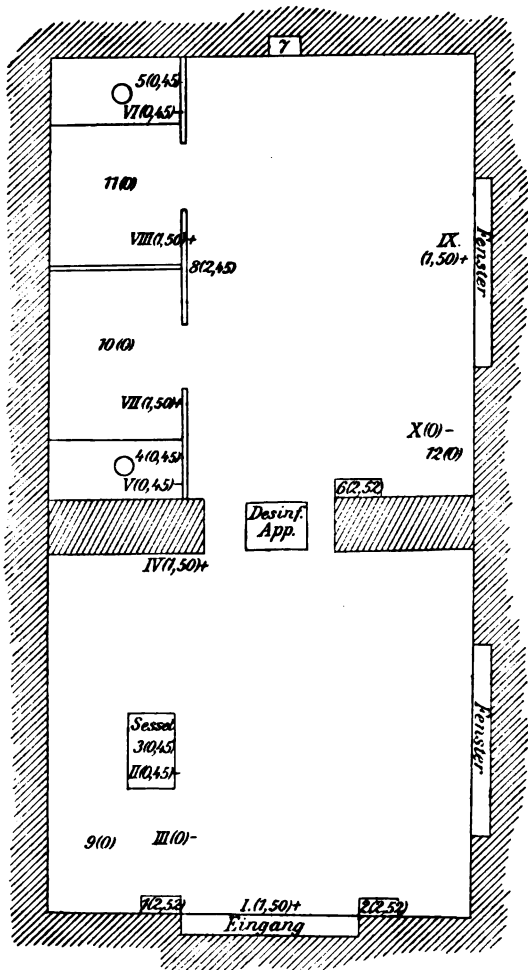 7
5(0,45)
VI(0,45)-
11(0)
VIII(1,50)+
8(2,45)
IX.
(1,50)+
Fenster
10(0)
VII(1,50)+
X(0)-
12(0)
4(0,45)
V(0,45)-
6(2,52)
Desinf.
App.
IV(1,50)+
Sessel
3(0,45)
II(0,45)-
Fenster
9(0)
III(0)-
1(2,52)
I.(1,50)+
2(2,52)
Eingang